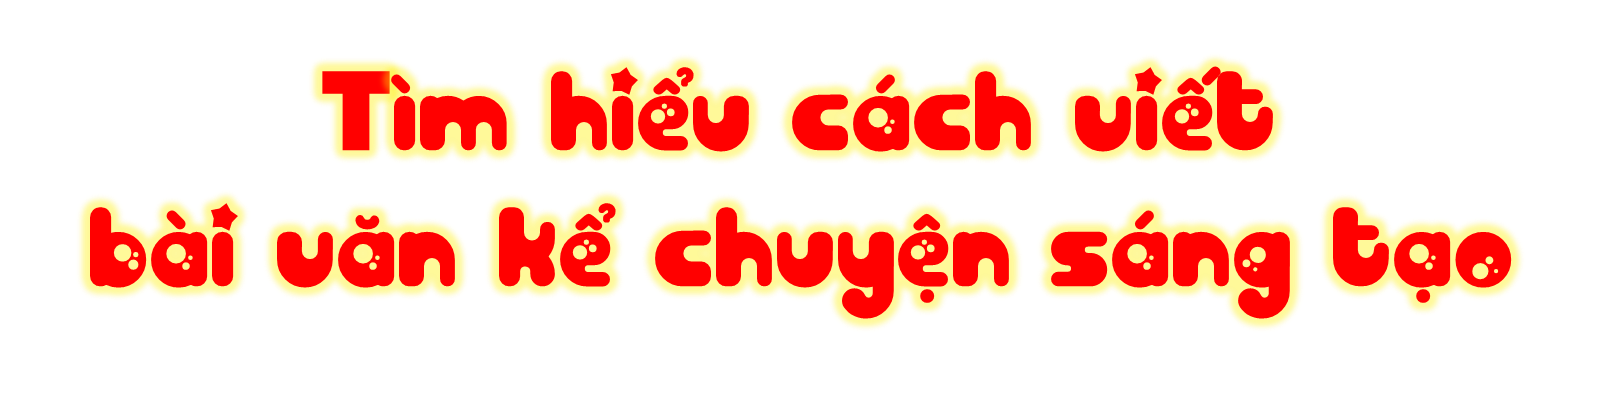 Tìm hiểu cách viết
bài văn kể chuyện sáng tạo